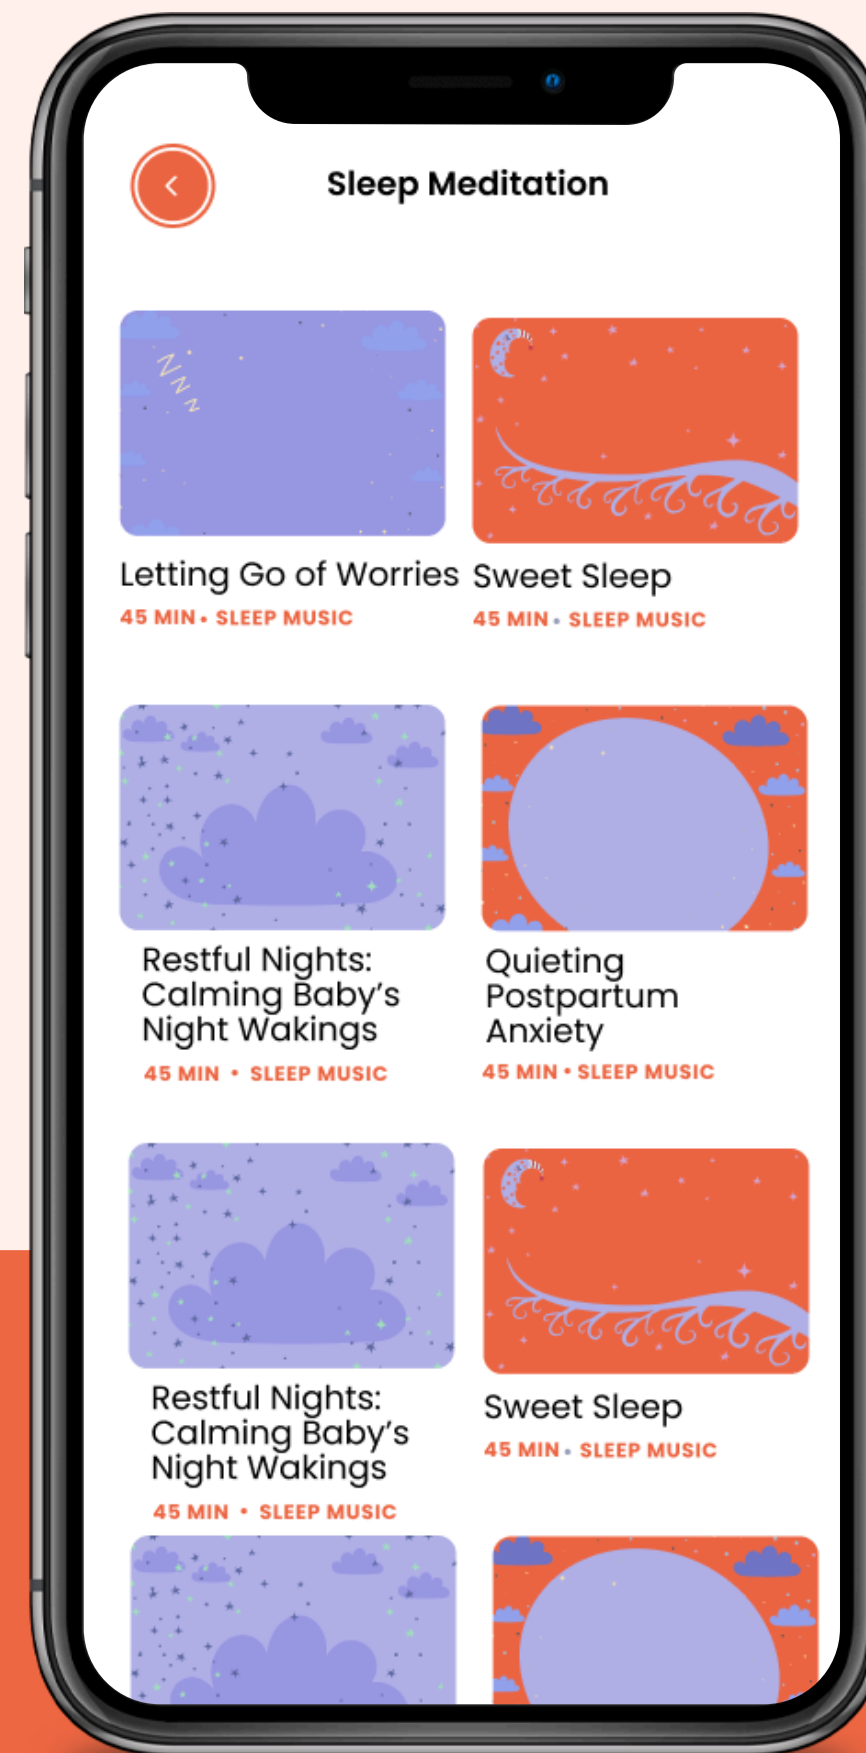 Sleep Meditation
Z Z Z
Letting Go of Worries
45 MIN • SLEEP MUSIC
Sweet Sleep
45 MIN • SLEEP MUSIC
Restful Nights:
Calming Baby’s
Night Wakings
45 MIN • SLEEP MUSIC
Quieting
Postpartum
Anxiety
45 MIN • SLEEP MUSIC
Restful Nights:
Calming Baby’s
Night Wakings
45 MIN • SLEEP MUSIC
Sweet Sleep
45 MIN • SLEEP MUSIC